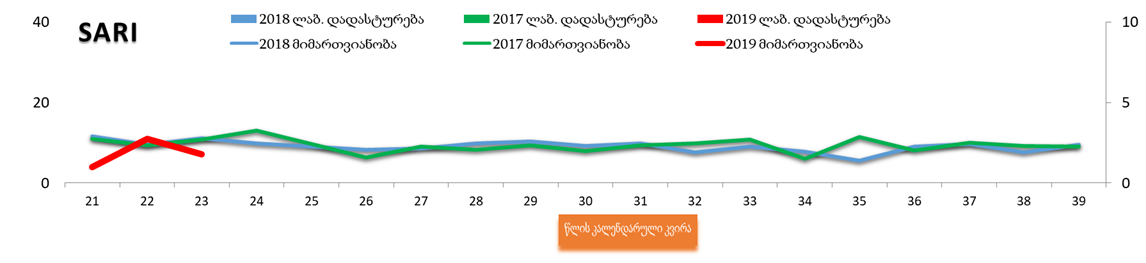 SARI
2018 ლაბ. დადასტურება
2017 ლაბ. დადასტურება
2019 ლაბ. დადასტურება
2018 მიმართვიანობა
2017 მიმართვიანობა
2019 მიმართვიანობა
40
20
0
10
5
0
21 22 23 24 25 26 27 28 29 30 31 32 33 34 35 36 37 38 39
წლის კალენდარული კვირა